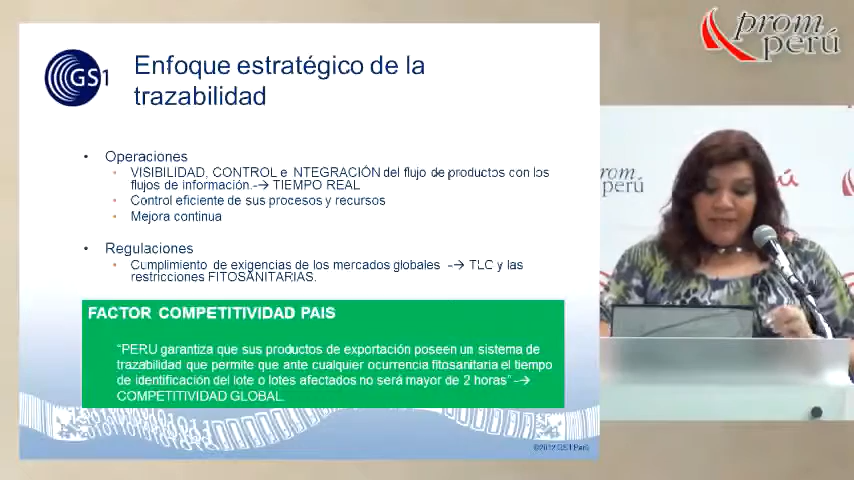 prom
perú
GS1
Enfoque estratégico de la
trazabilidad
• Operaciones
• VISIBILIDAD, CONTROL e NTEGRACIÓN del flujo de productos con los
flujos de información.-→ TIEMPO REAL
• Control eficiente de sus procesos y recursos
• Mejora continua
• Regulaciones
• Cumplimiento de exigencias de los mercados globales -→ TLC y las
restricciones FITOSANITARIAS.
FACTOR COMPETITIVIDAD PAIS
“PERU garantiza que sus productos de exportación poseen un sistema de
trazabilidad que permite que ante cualquier ocurrencia fitosanitaria el tiempo
de identificación del lote o lotes afectados no será mayor de 2 horas” -→
COMPETITIVIDAD GLOBAL.
©2012 GS1 Perú
prom
perú